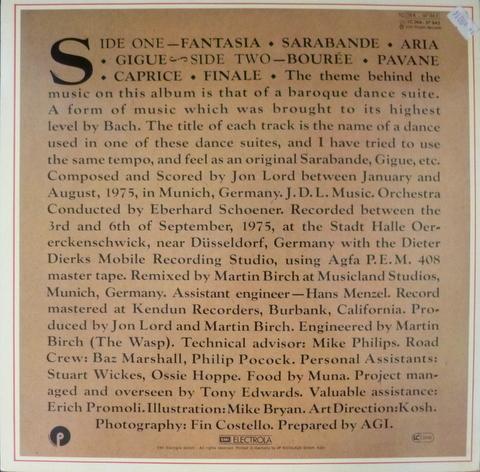 SIDE ONE—FANTASIA • SARABANDE • ARIA
• GIGUE SIDE TWO—BOURÉE • PAVANE
• CAPRICE • FINALE • The theme behind the
music on this album is that of a baroque dance suite.
A form of music which was brought to its highest
level by Bach. The title of each track is the name of a dance
used in one of these dance suites, and I have tried to use
the same tempo, and feel as an original Sarabande, Gigue, etc.
Composed and Scored by Jon Lord between January and
August, 1975, in Munich, Germany. J.D.L. Music. Orchestra
Conducted by Eberhard Schoener. Recorded between the
3rd and 6th of September, 1975, at the Stadt Halle Oer-
erckenschwick, near Düsseldorf, Germany with the Dieter
Dierks Mobile Recording Studio, using Agfa P.E.M. 408
master tape. Remixed by Martin Birch at Musicland Studios,
Munich, Germany. Assistant engineer—Hans Menzel. Record
mastered at Kendun Recorders, Burbank, California. Pro-
duced by Jon Lord and Martin Birch. Engineered by Martin
Birch (The Wasp). Technical advisor: Mike Philips. Road
Crew: Baz Marshall, Philip Pocock. Personal Assistants:
Stuart Wickes, Ossie Hoppe. Food by Muna. Project man-
aged and overseen by Tony Edwards. Valuable assistance:
Erich Promoli. Illustration: Mike Bryan. Art Direction: Kosh.
Photography: Fin Costello. Prepared by AGI.
EMI ELECTROLA